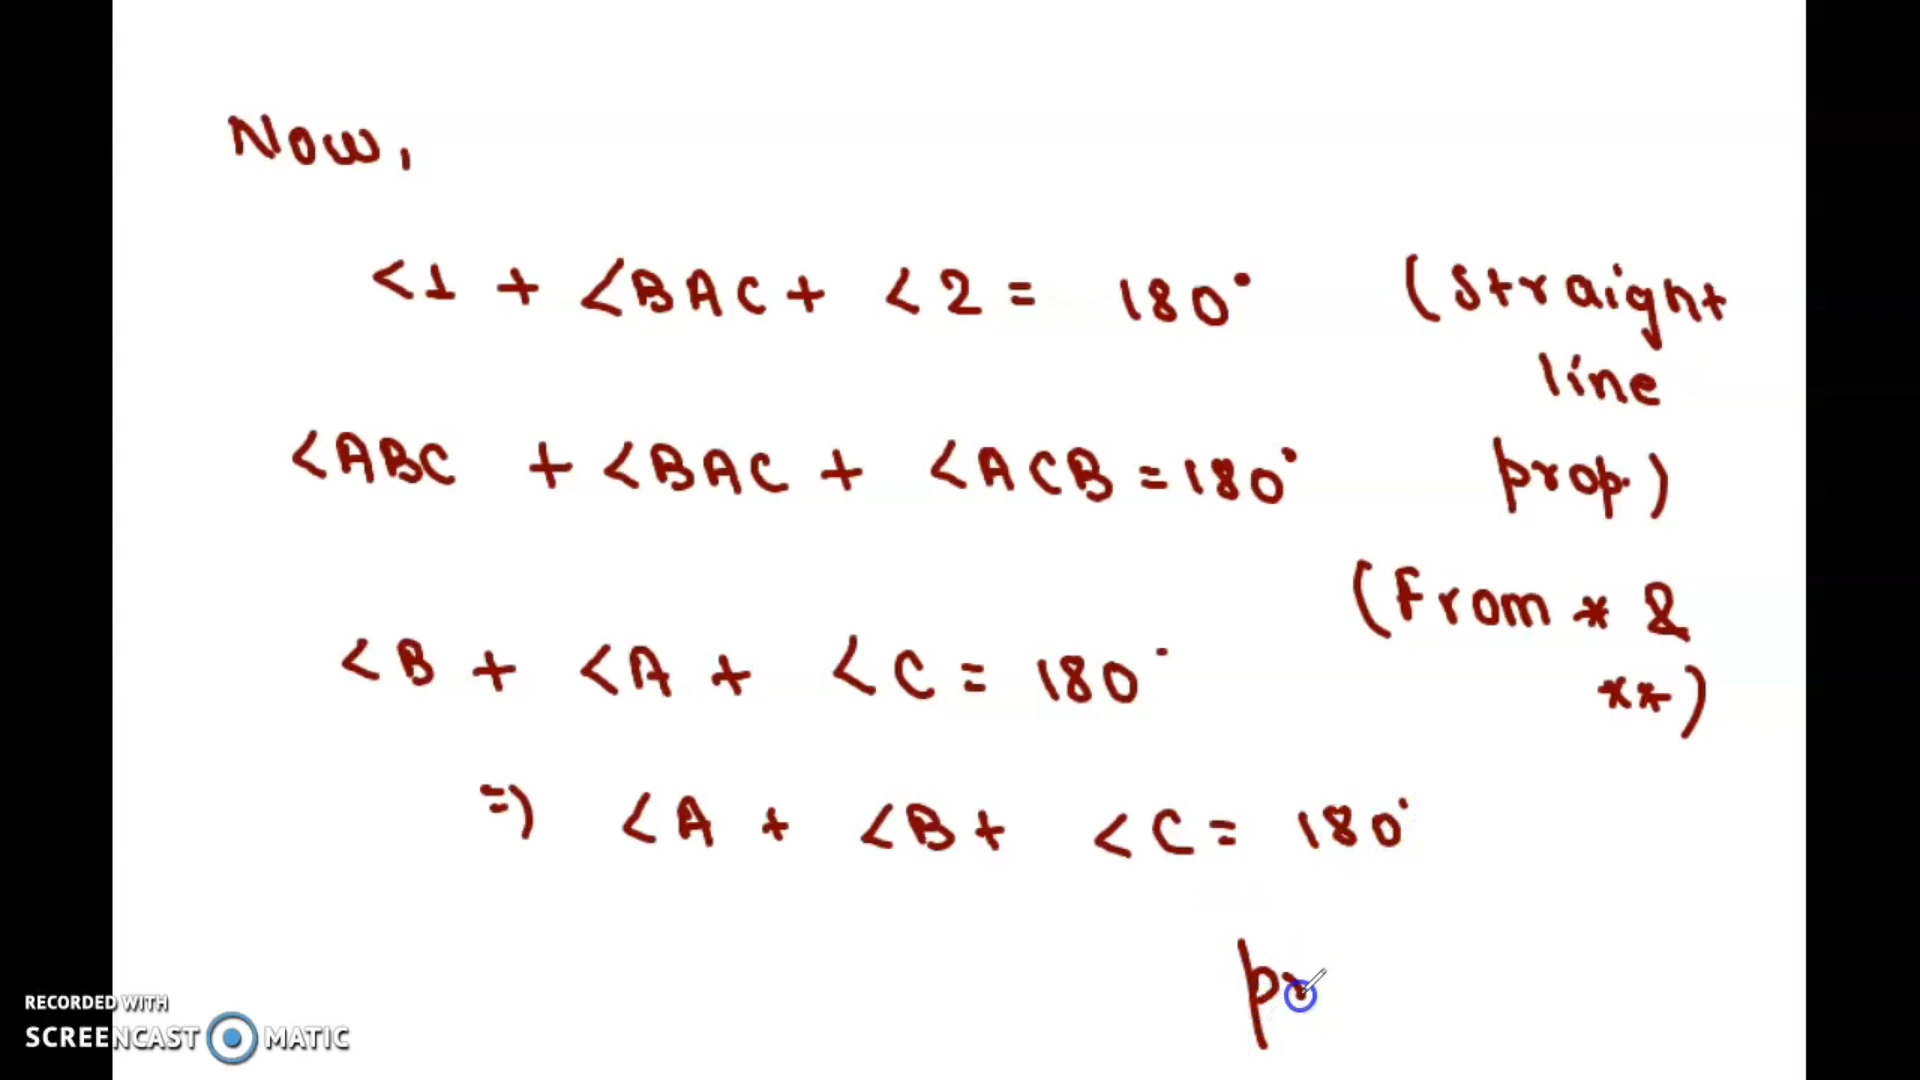 Now,
<1 + <BAC + <2 = 180° (straight
line
<ABC + <BAC + <ACB = 180° prop.)
(From * &
<B + <A + <C = 180° **)
=) <A + <B + <C = 180°
pr
RECORDED WITH
SCREENCAST MATIC